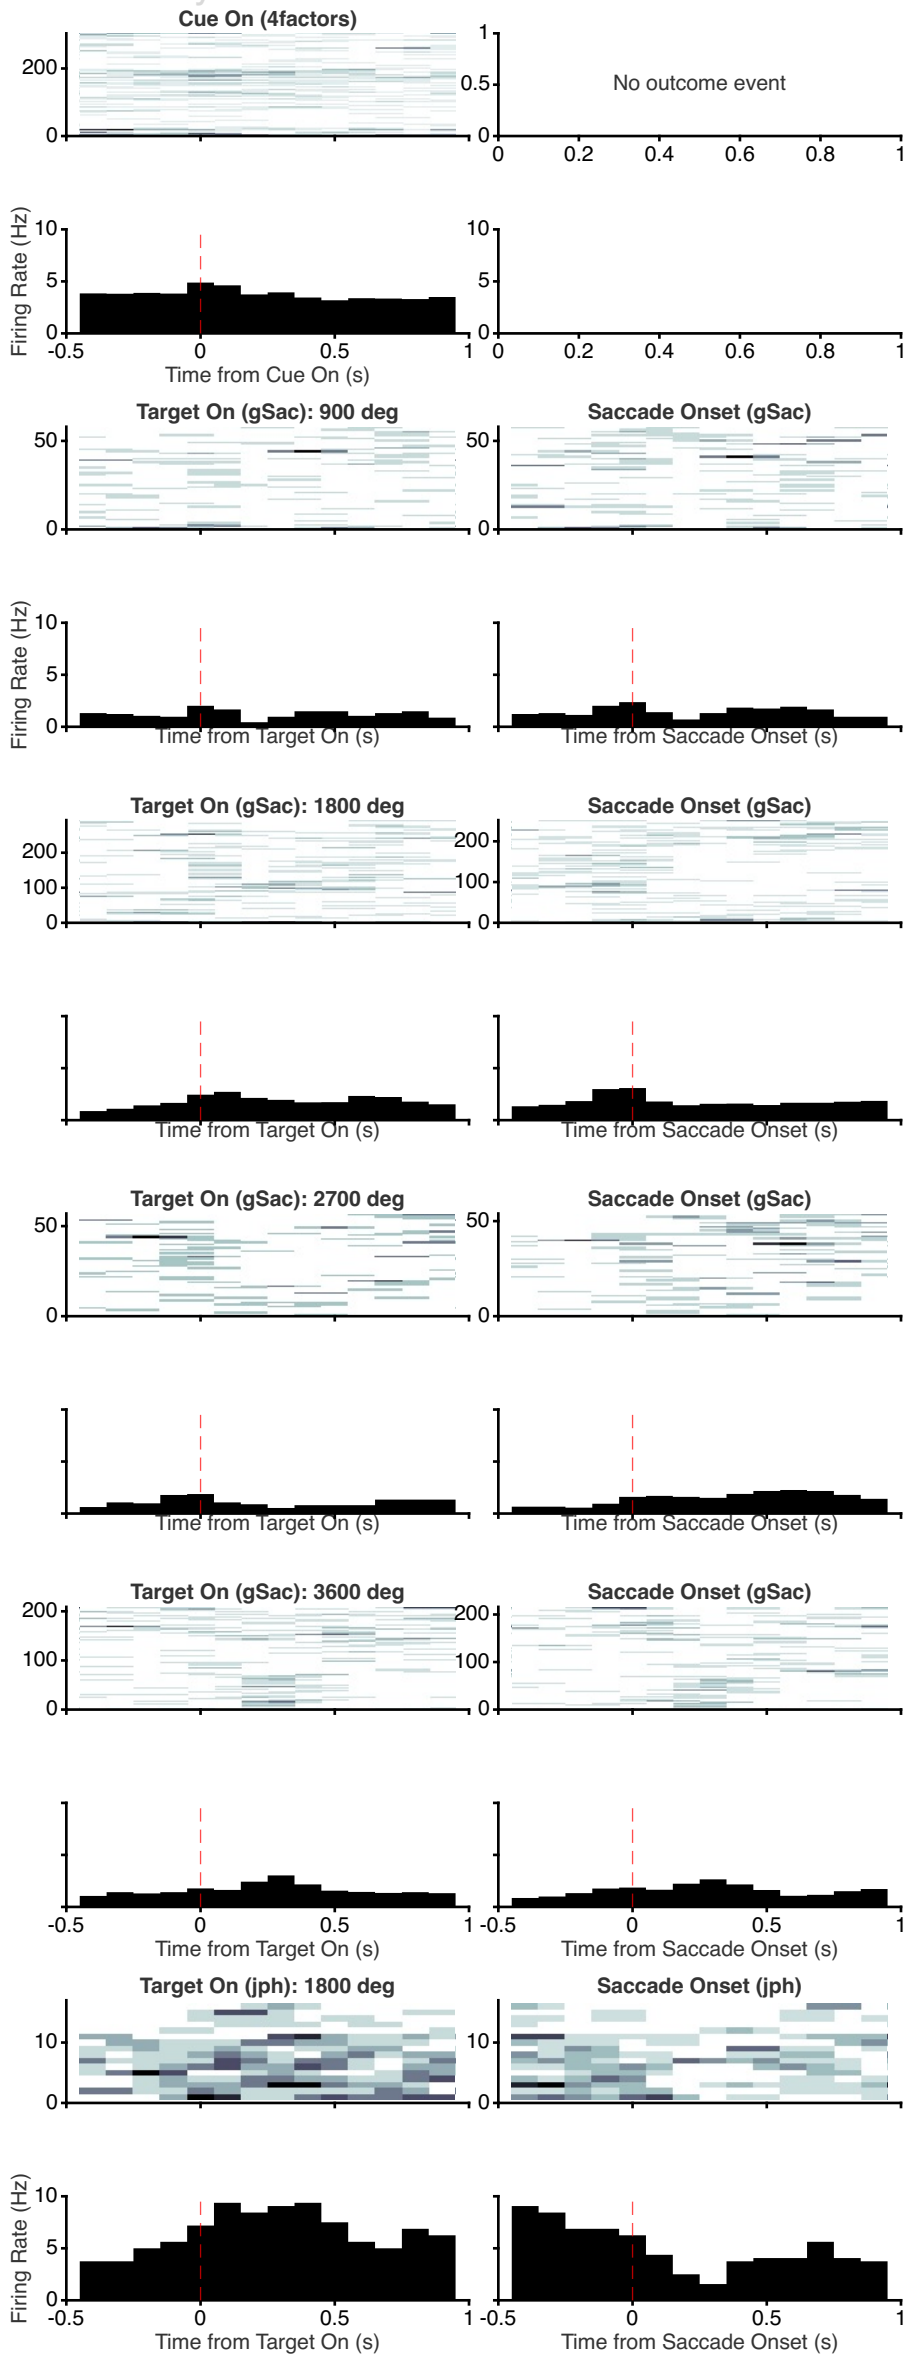 Cue On (4factors)
200
0
1
0.5
0
No outcome event
0 0.2 0.4 0.6 0.8 1
Firing Rate (Hz)
10
5
0
-0.5 0 0.5 1
Time from Cue On (s)
0 0.2 0.4 0.6 0.8 1
Target On (gSac): 900 deg
50
0
Saccade Onset (gSac)
50
0
Firing Rate (Hz)
10
5
0
Time from Target On (s)
Time from Saccade Onset (s)
Target On (gSac): 1800 deg
200
100
0
Saccade Onset (gSac)
200
100
0
Time from Target On (s)
Time from Saccade Onset (s)
Target On (gSac): 2700 deg
50
0
Saccade Onset (gSac)
50
0
Time from Target On (s)
Time from Saccade Onset (s)
Target On (gSac): 3600 deg
200
100
0
Saccade Onset (gSac)
200
100
0
-0.5 0 0.5 1
Time from Target On (s)
-0.5 0 0.5 1
Time from Saccade Onset (s)
Target On (jph): 1800 deg
10
0
Saccade Onset (jph)
10
0
Firing Rate (Hz)
10
5
0
-0.5 0 0.5 1
Time from Target On (s)
-0.5 0 0.5 1
Time from Saccade Onset (s)